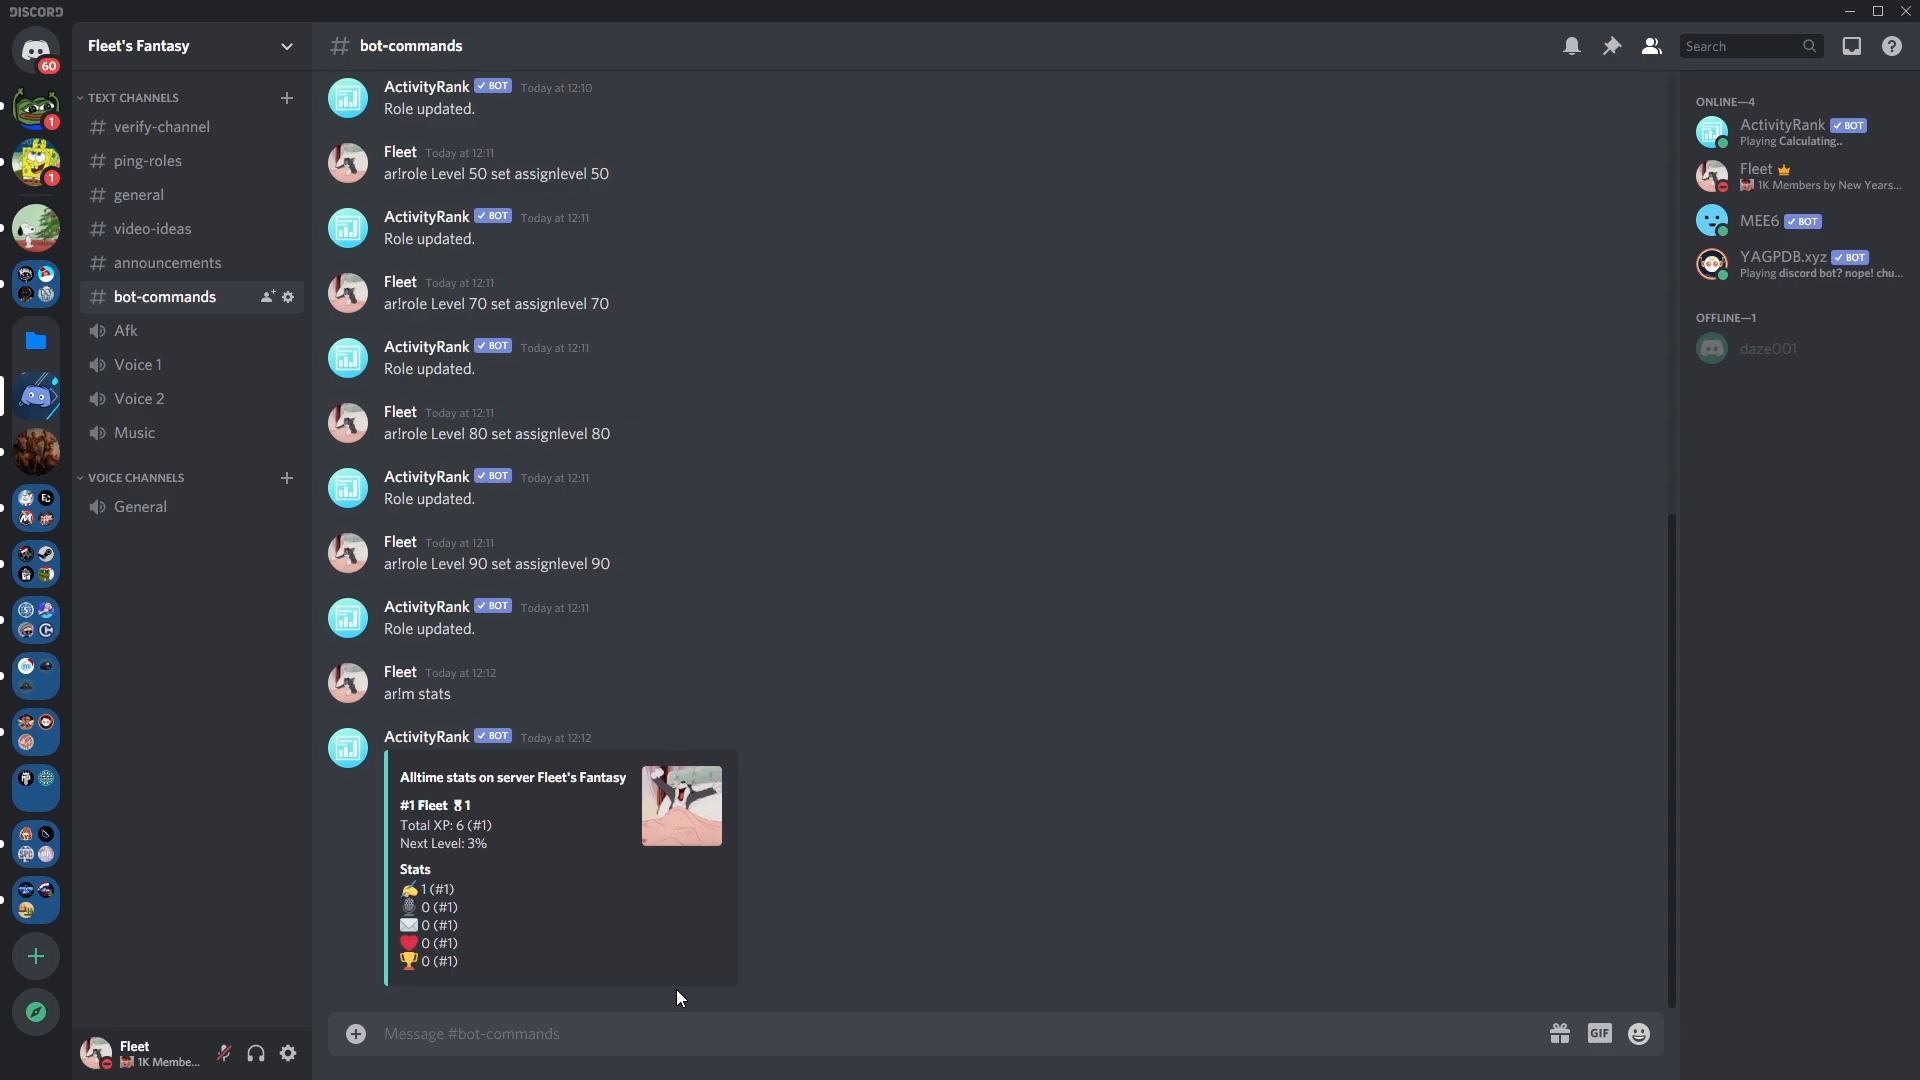 DISCORD
60
1
1
Fleet's Fantasy
TEXT CHANNELS
# verify-channel
# ping-roles
# general
# video-ideas
# announcements
# bot-commands
Afk
Voice 1
Voice 2
Music
VOICE CHANNELS
General
Fleet
1K Membe...
# bot-commands
Search
ActivityRank ✓ BOT Today at 12:10
Role updated.
Fleet Today at 12:11
ar!role Level 50 set assignlevel 50
ActivityRank ✓ BOT Today at 12:11
Role updated.
Fleet Today at 12:11
ar!role Level 70 set assignlevel 70
ActivityRank ✓ BOT Today at 12:11
Role updated.
Fleet Today at 12:11
ar!role Level 80 set assignlevel 80
ActivityRank ✓ BOT Today at 12:11
Role updated.
Fleet Today at 12:11
ar!role Level 90 set assignlevel 90
ActivityRank ✓ BOT Today at 12:11
Role updated.
Fleet Today at 12:12
ar!m stats
ActivityRank ✓ BOT Today at 12:12
Alltime stats on server Fleet's Fantasy
#1 Fleet 🎖1
Total XP: 6 (#1)
Next Level: 3%
Stats
✍ 1 (#1)
🎙 0 (#1)
✉ 0 (#1)
❤ 0 (#1)
🏆 0 (#1)
Message #bot-commands
GIF
ONLINE—4
ActivityRank ✓ BOT
Playing Calculating..
Fleet
1K Members by New Years...
MEE6 ✓ BOT
YAGPDB.xyz ✓ BOT
Playing discord bot? nope! chu...
OFFLINE—1
daze001